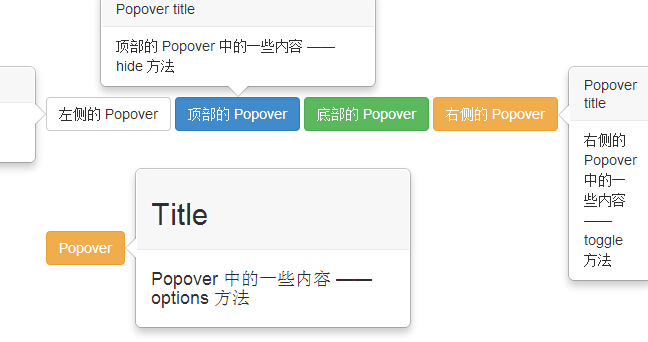 Popover title
顶部的 Popover 中的一些内容 ——
hide 方法
左侧的 Popover
顶部的 Popover
底部的 Popover
右侧的 Popover
Popover
title
右侧的
Popover
中的一
些内容
——
toggle
方法
Popover
Title
Popover 中的一些内容 ——
options 方法